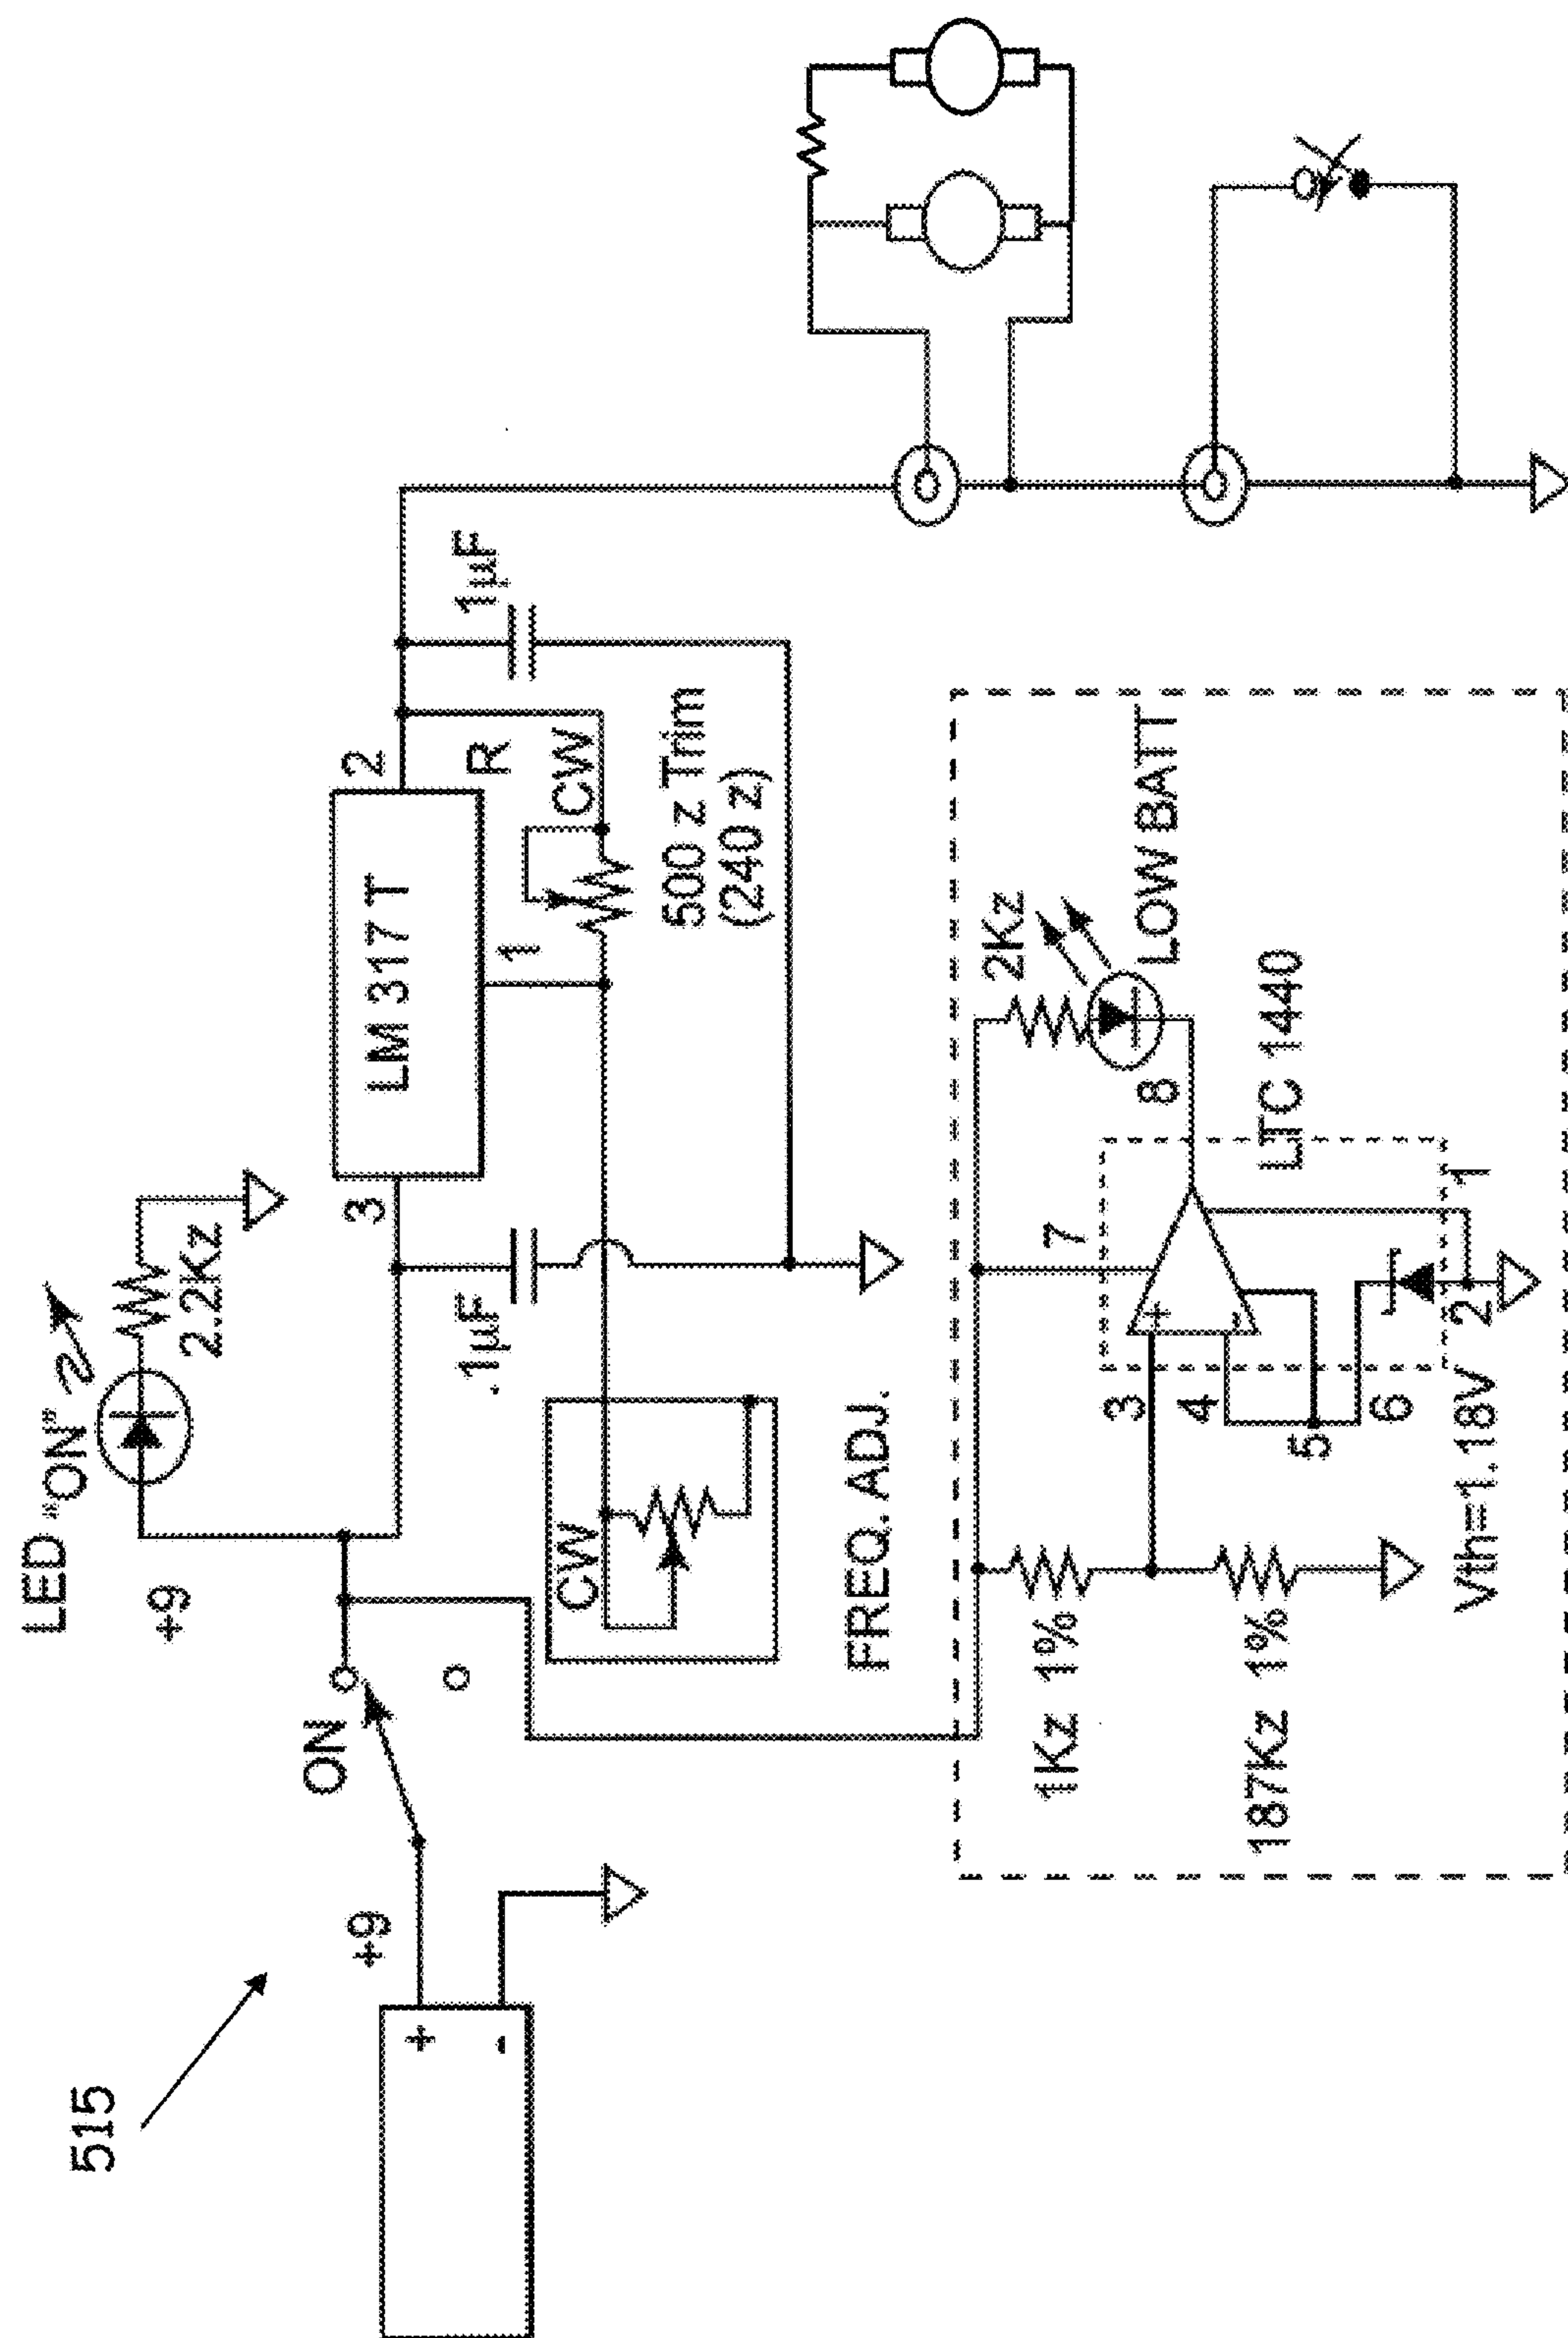 515
+
-
+9
ON
+9
LED "ON"
2.2Kz
3
LM 317 T
2
1
R
CW
500 z Trim
(240 z)
1µF
.1µF
CW
FREQ. ADJ.
1Kz 1%
187Kz 1%
3
4
5
6
7
+
-
8
2Kz
LOW BATT
LTC 1440
1
2
Vth=1.18V